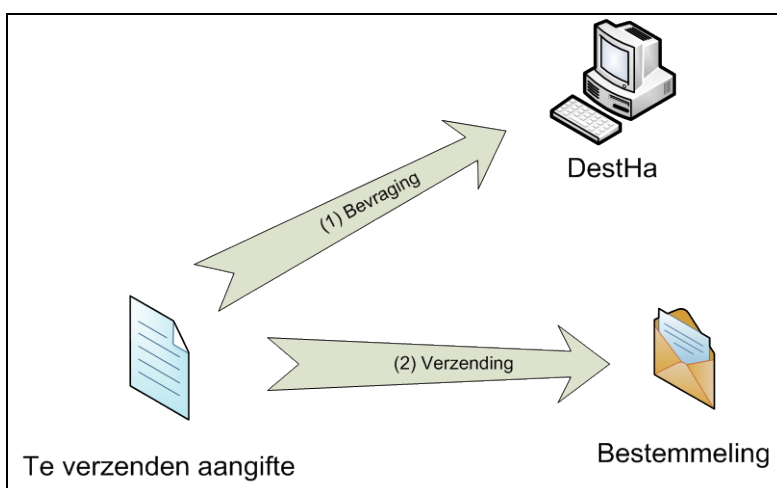 DestHa
(1) Bevraging
(2) Verzending
Te verzenden aangifte
Bestemmeling